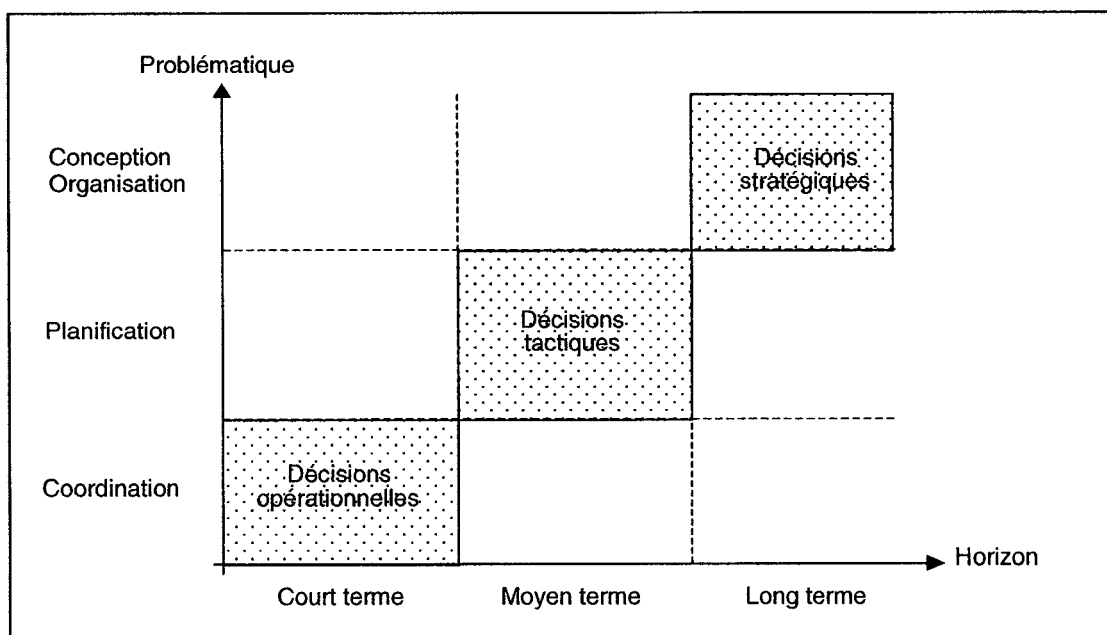 Problématique
Conception
Organisation
Décisions
stratégiques
Planification
Décisions
tactiques
Coordination
Décisions
opérationnelles
Horizon
Court terme
Moyen terme
Long terme